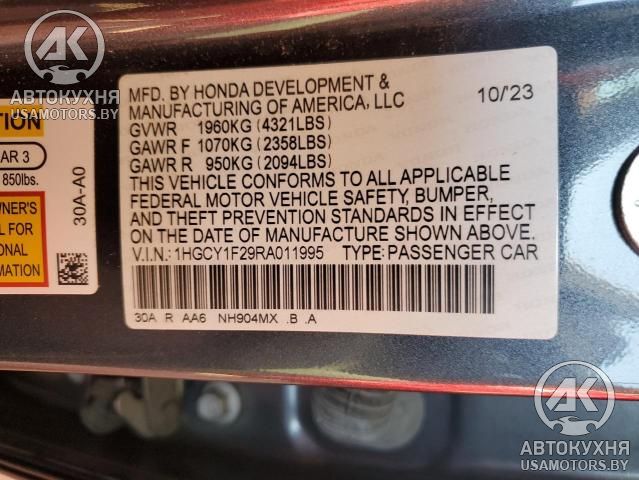 АВТОКУХНЯ
USAMOTORS.BY
TION
AR 3
850lbs.
30A-A0
WNER'S
L FOR
ONAL
RMATION
MFD. BY HONDA DEVELOPMENT &
MANUFACTURING OF AMERICA, LLC 10/'23
GVWR 1960KG (4321LBS)
GAWR F 1070KG (2358LBS)
GAWR R 950KG (2094LBS)
THIS VEHICLE CONFORMS TO ALL APPLICABLE
FEDERAL MOTOR VEHICLE SAFETY, BUMPER,
AND THEFT PREVENTION STANDARDS IN EFFECT
ON THE DATE OF MANUFACTURE SHOWN ABOVE.
V.I.N.: 1HGCY1F29RA011995 TYPE: PASSENGER CAR
30A R AA6 NH904MX .B .A
АК
АВТОКУХНЯ
USAMOTORS.BY